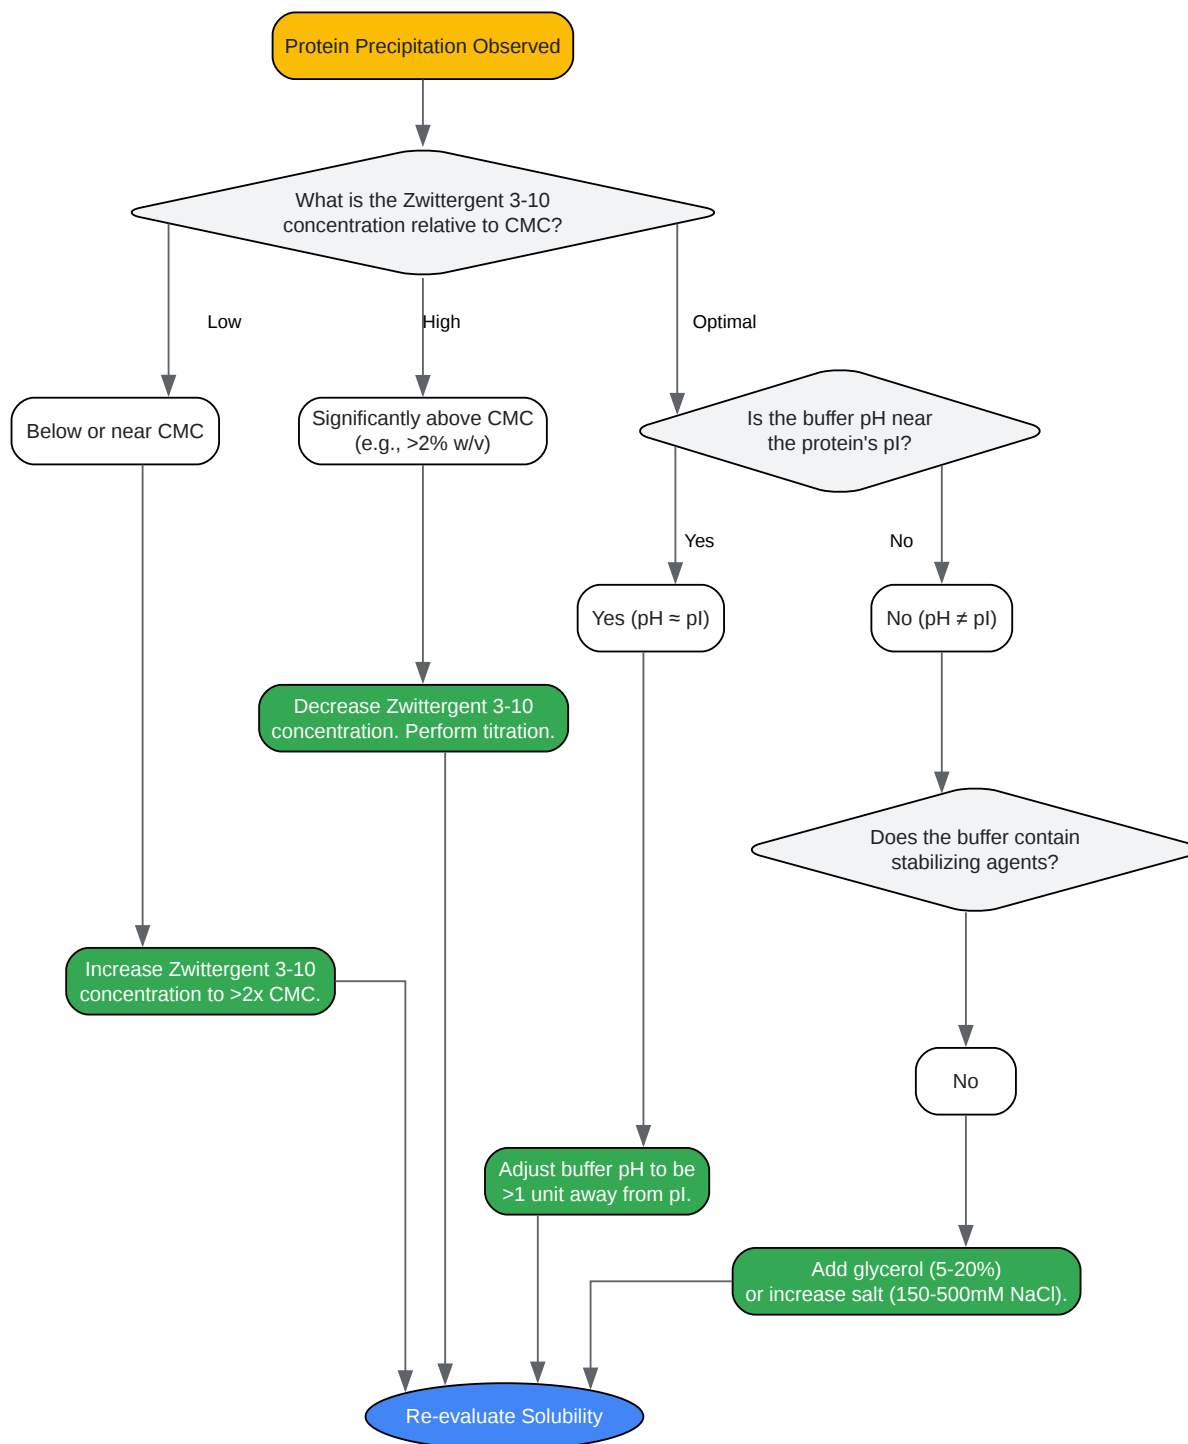 Protein Precipitation Observed
What is the Zwittergent 3-10
concentration relative to CMC?
Low
High
Optimal
Below or near CMC
Significantly above CMC
(e.g., >2% w/v)
Is the buffer pH near
the protein's pI?
Yes
No
Yes (pH ≈ pI)
No (pH ≠ pI)
Decrease Zwittergent 3-10
concentration. Perform titration.
Does the buffer contain
stabilizing agents?
Increase Zwittergent 3-10
concentration to >2x CMC.
No
Adjust buffer pH to be
>1 unit away from pI.
Add glycerol (5-20%)
or increase salt (150-500mM NaCl).
Re-evaluate Solubility